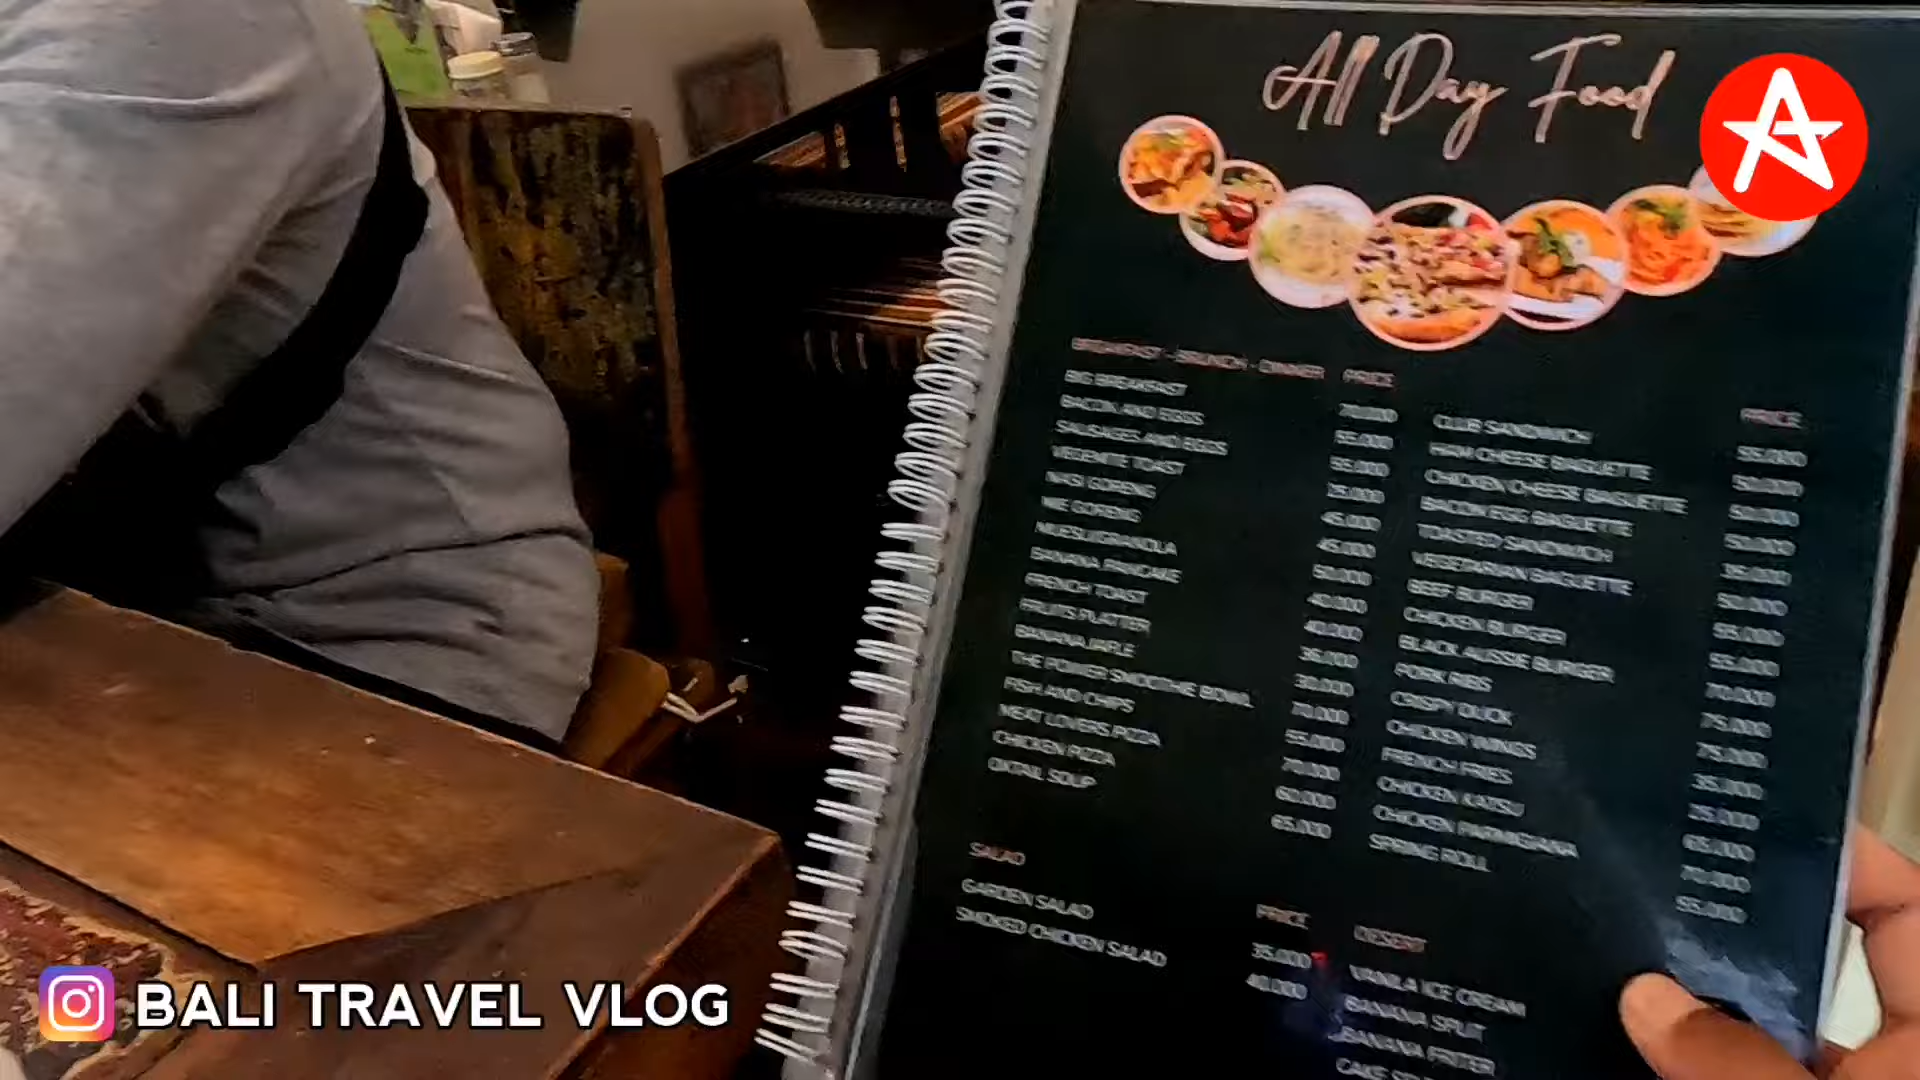 All Day Food
BREAKFAST - BRUNCH - DINNER PRICE
BIG BREAKFAST 70.000
BACON AND EGGS 55.000
SAUSAGES AND EGGS 55.000
VEGEMITE TOAST 25.000
NASI GORENG 45.000
MIE GORENG 45.000
MUESLI/GRANOLA 50.000
BANANA PANCAKE 40.000
FRENCH TOAST 40.000
FRUITS PLATTER 35.000
BANANA JAFLE 30.000
THE POWER SMOOTHIE BOWL 70.000
FISH AND CHIPS 55.000
MEAT LOVERS PIZZA 70.000
CHICKEN PIZZA 60.000
OXTAIL SOUP 65.000
PRICE
CLUB SANDWICH 55.000
HAM CHEESE BAGUETTE 50.000
CHICKEN CHEESE BAGUETTE 50.000
BACON EGG BAGUETTE 50.000
TOASTED SANDWICH 35.000
VEGETARIAN BAGUETTE 50.000
BEEF BURGER 55.000
CHICKEN BURGER 55.000
BLACK AUSSIE BURGER 70.000
PORK RIBS 75.000
CRISPY DUCK 75.000
CHICKEN WINGS 35.000
FRENCH FRIES 25.000
CHICKEN KATSU 65.000
CHICKEN PARMIGIANA 70.000
SPRING ROLL 55.000
SALAD PRICE
GARDEN SALAD 35.000
SMOKED CHICKEN SALAD 40.000
DESERT
VANILA ICE CREAM
BANANA SPLIT
BANANA FRITER
CAKE
BALI TRAVEL VLOG